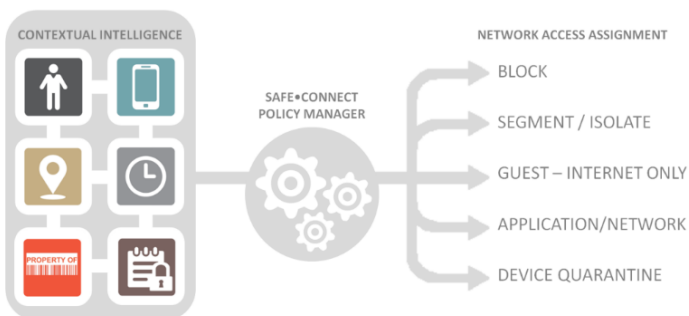 CONTEXTUAL INTELLIGENCE
PROPERTY OF
SAFE•CONNECT
POLICY MANAGER
NETWORK ACCESS ASSIGNMENT
BLOCK
SEGMENT / ISOLATE
GUEST – INTERNET ONLY
APPLICATION/NETWORK
DEVICE QUARANTINE